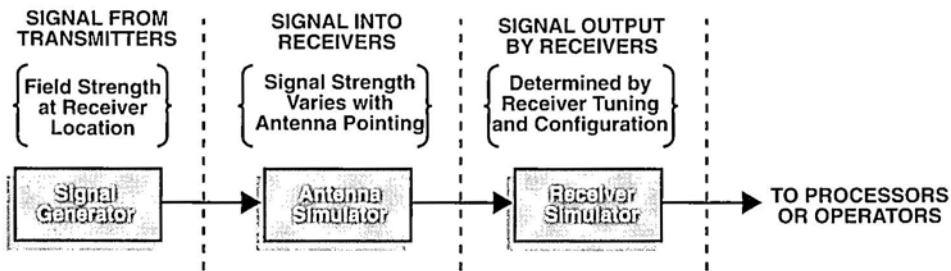 SIGNAL FROM
TRANSMITTERS
Field Strength
at Receiver
Location
Signal
Generator
SIGNAL INTO
RECEIVERS
Signal Strength
Varies with
Antenna Pointing
Antenna
Simulator
SIGNAL OUTPUT
BY RECEIVERS
Determined by
Receiver Tuning
and Configuration
Receiver
Simulator
TO PROCESSORS
OR OPERATORS